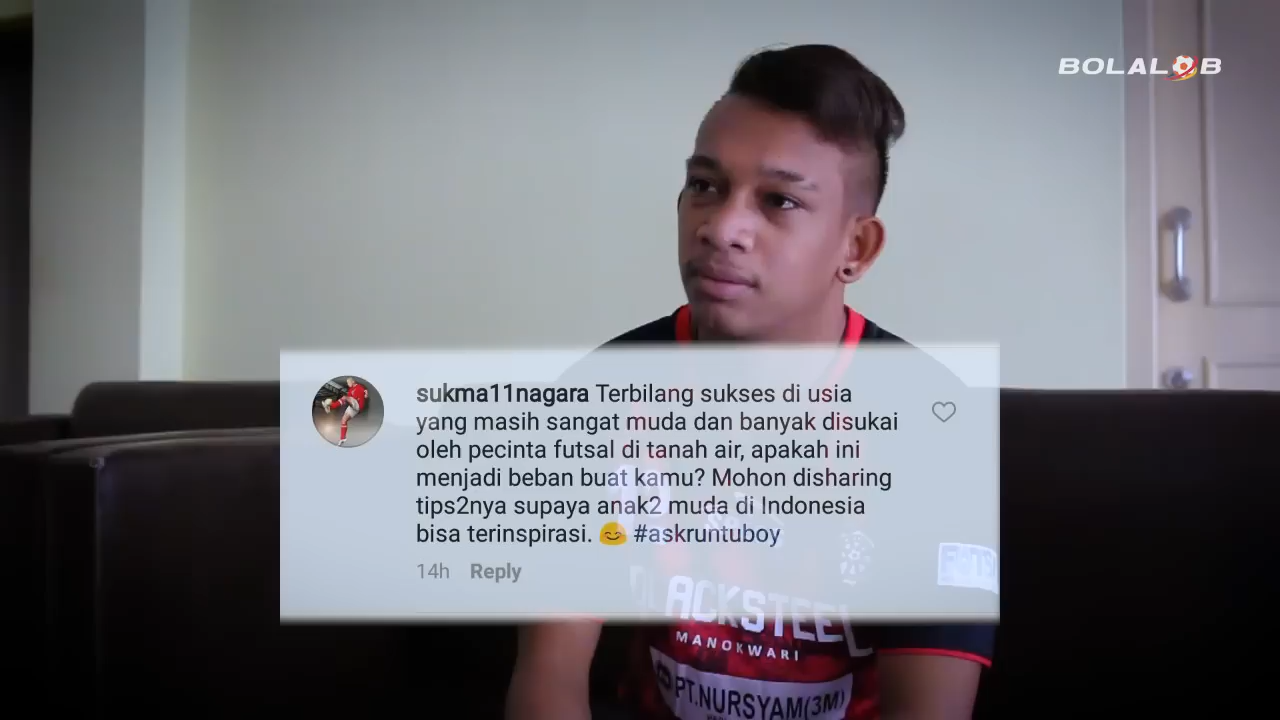 BOLALOB
sukma11nagara Terbilang sukses di usia
yang masih sangat muda dan banyak disukai
oleh pecinta futsal di tanah air, apakah ini
menjadi beban buat kamu? Mohon disharing
tips2nya supaya anak2 muda di Indonesia
bisa terinspirasi. 😊 #askruntuboy
14h Reply
BLACKSTEEL
MANOKWARI
PT.NURSYAM(3M)